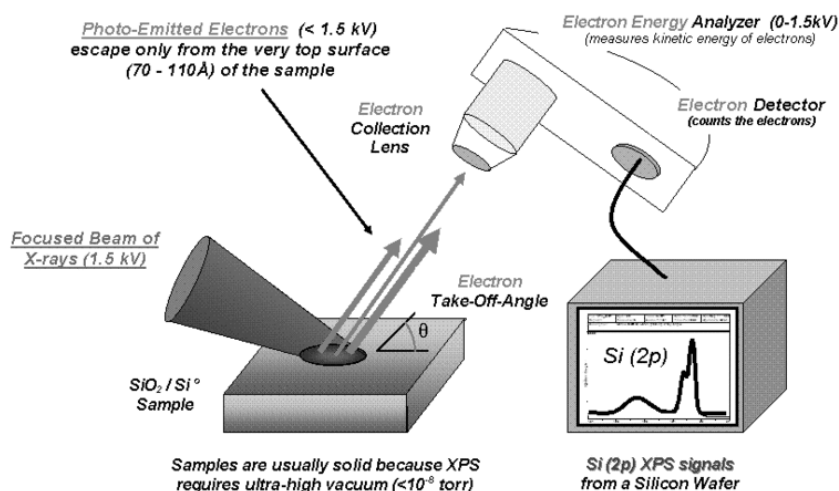 Photo-Emitted Electrons (< 1.5 kV)
escape only from the very top surface
(70 - 110Å) of the sample
Electron Energy Analyzer (0-1.5kV)
(measures kinetic energy of electrons)
Electron Detector
(counts the electrons)
Electron
Collection
Lens
Focused Beam of
X-rays (1.5 kV)
Electron
Take-Off-Angle
θ
Si (2p)
SiO₂ / Si°
Sample
Samples are usually solid because XPS
requires ultra-high vacuum (<10⁻⁸ torr)
Si (2p) XPS signals
from a Silicon Wafer